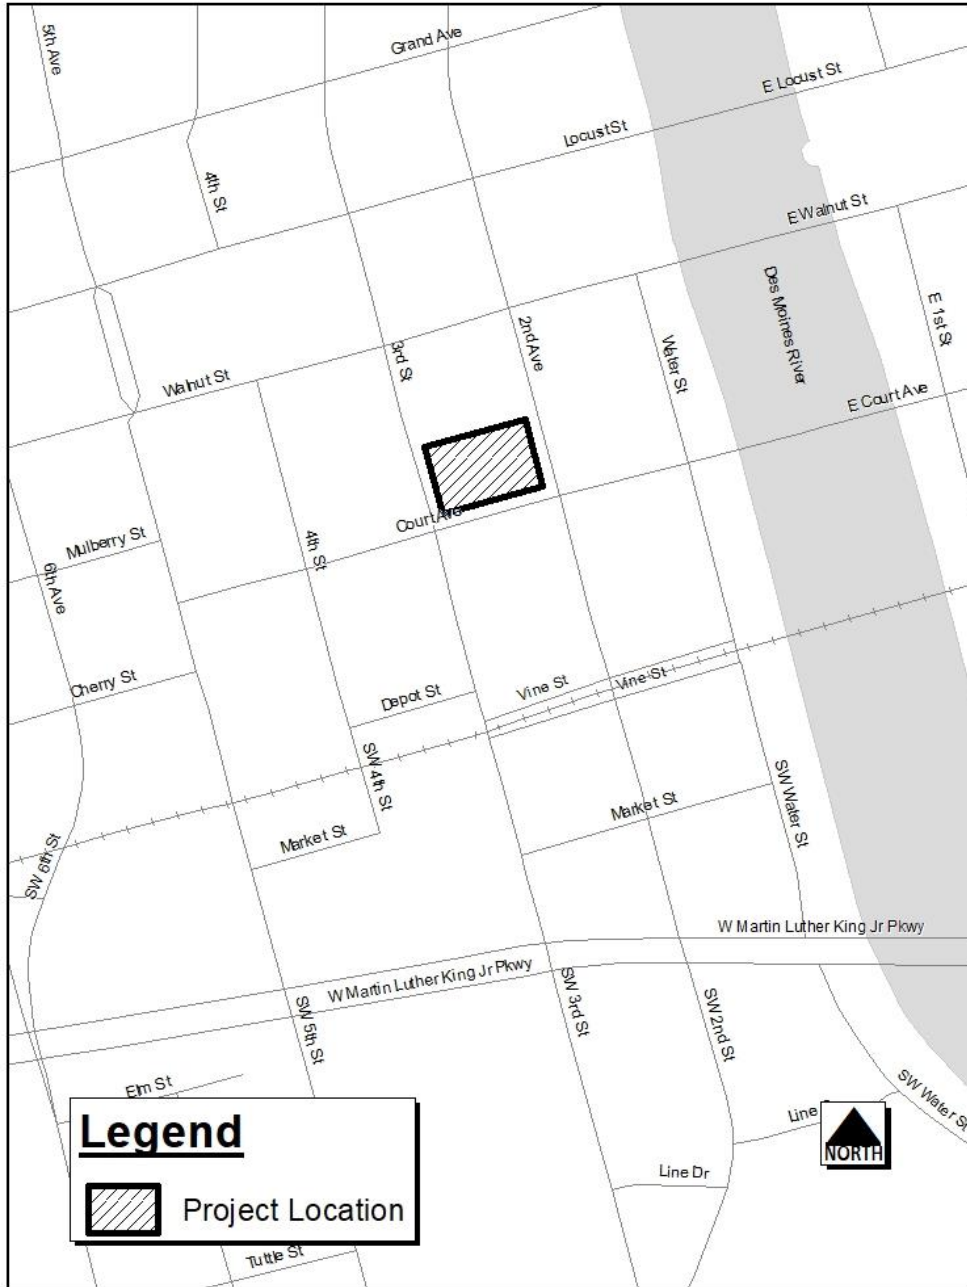 5th Ave
Grand Ave
E Locust St
Locust St
4th St
E Walnut St
Des Moines River
E 1st St
2nd Ave
3rd St
Water St
Walnut St
E Court Ave
Court Ave
4th St
Mulberry St
6th Ave
Cherry St
Depot St
Vine St
Vine St
SW 4th St
Market St
SW Water St
Market St
SW 6th St
W Martin Luther King Jr Pkwy
W Martin Luther King Jr Pkwy
SW 5th St
SW 3rd St
SW 2nd St
Elm St
SW Water St
Line
NORTH
Line Dr
Legend
Project Location
Tuttle St